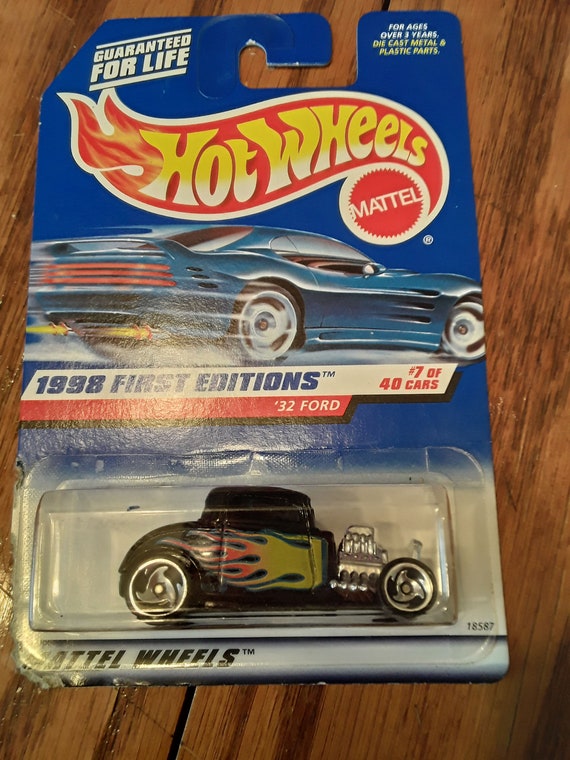 GUARANTEED
FOR LIFE
FOR AGES
OVER 3 YEARS.
DIE CAST METAL &
PLASTIC PARTS.
HOT WHEELS
MATTEL
®
1998 FIRST EDITIONS™
#7 OF
40 CARS
'32 FORD
18587
MATTEL WHEELS™